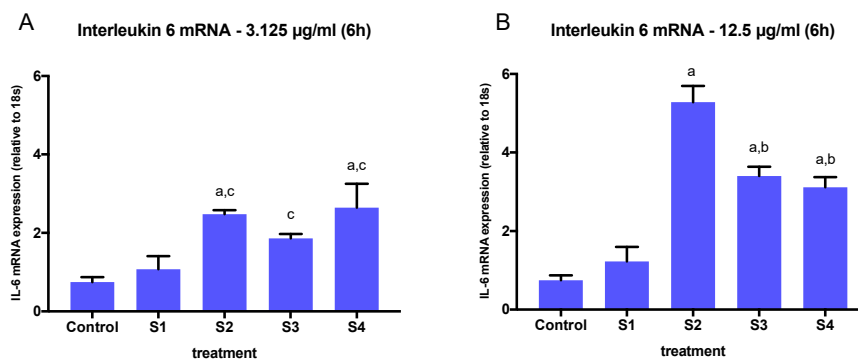 A
Interleukin 6 mRNA - 3.125 µg/ml (6h)
IL-6 mRNA expression (relative to 18s)
6
4
2
0
a,c
c
a,c
Control S1 S2 S3 S4
treatment
B
Interleukin 6 mRNA - 12.5 µg/ml (6h)
IL-6 mRNA expression (relative to 18s)
6
4
2
0
a
a,b
a,b
Control S1 S2 S3 S4
treatment